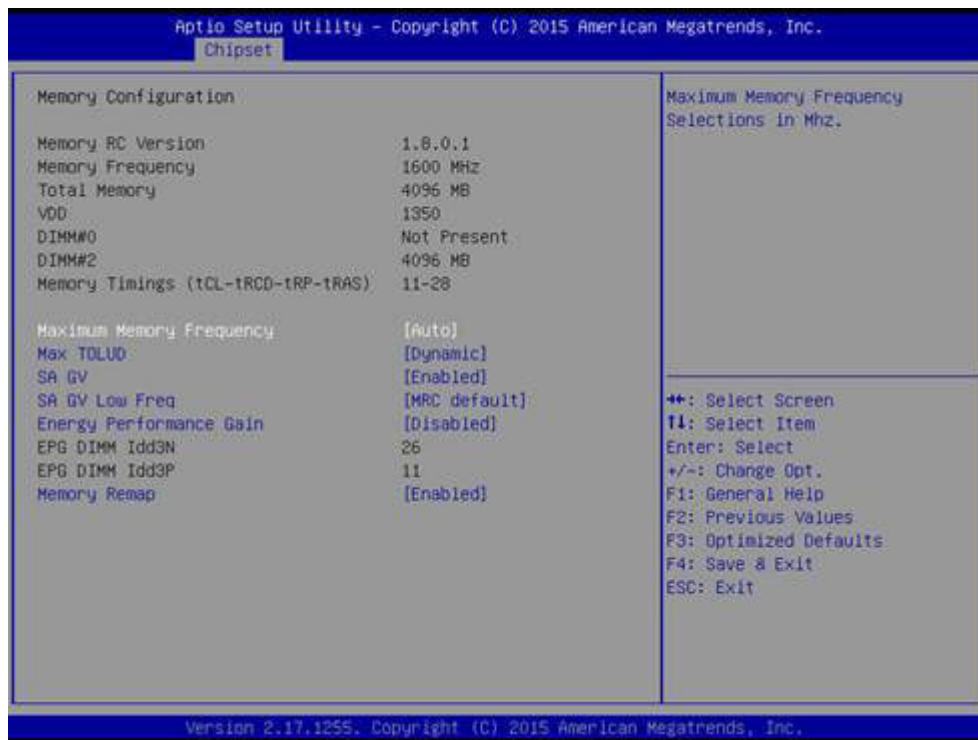 Aptio Setup Utility - Copyright (C) 2015 American Megatrends, Inc.
Chipset
Memory Configuration
Memory RC Version 1.8.0.1
Memory Frequency 1600 MHz
Total Memory 4096 MB
VDD 1350
DIMM#0 Not Present
DIMM#2 4096 MB
Memory Timings (tCL-tRCD-tRP-tRAS) 11-28
Maximum Memory Frequency [Auto]
Max TOLUD [Dynamic]
SA GV [Enabled]
SA GV Low Freq [MRC default]
Energy Performance Gain [Disabled]
EPG DIMM Idd3N 26
EPG DIMM Idd3P 11
Memory Remap [Enabled]
Maximum Memory Frequency
Selections in Mhz.
→←: Select Screen
↑↓: Select Item
Enter: Select
+/-: Change Opt.
F1: General Help
F2: Previous Values
F3: Optimized Defaults
F4: Save & Exit
ESC: Exit
Version 2.17.1255. Copyright (C) 2015 American Megatrends, Inc.